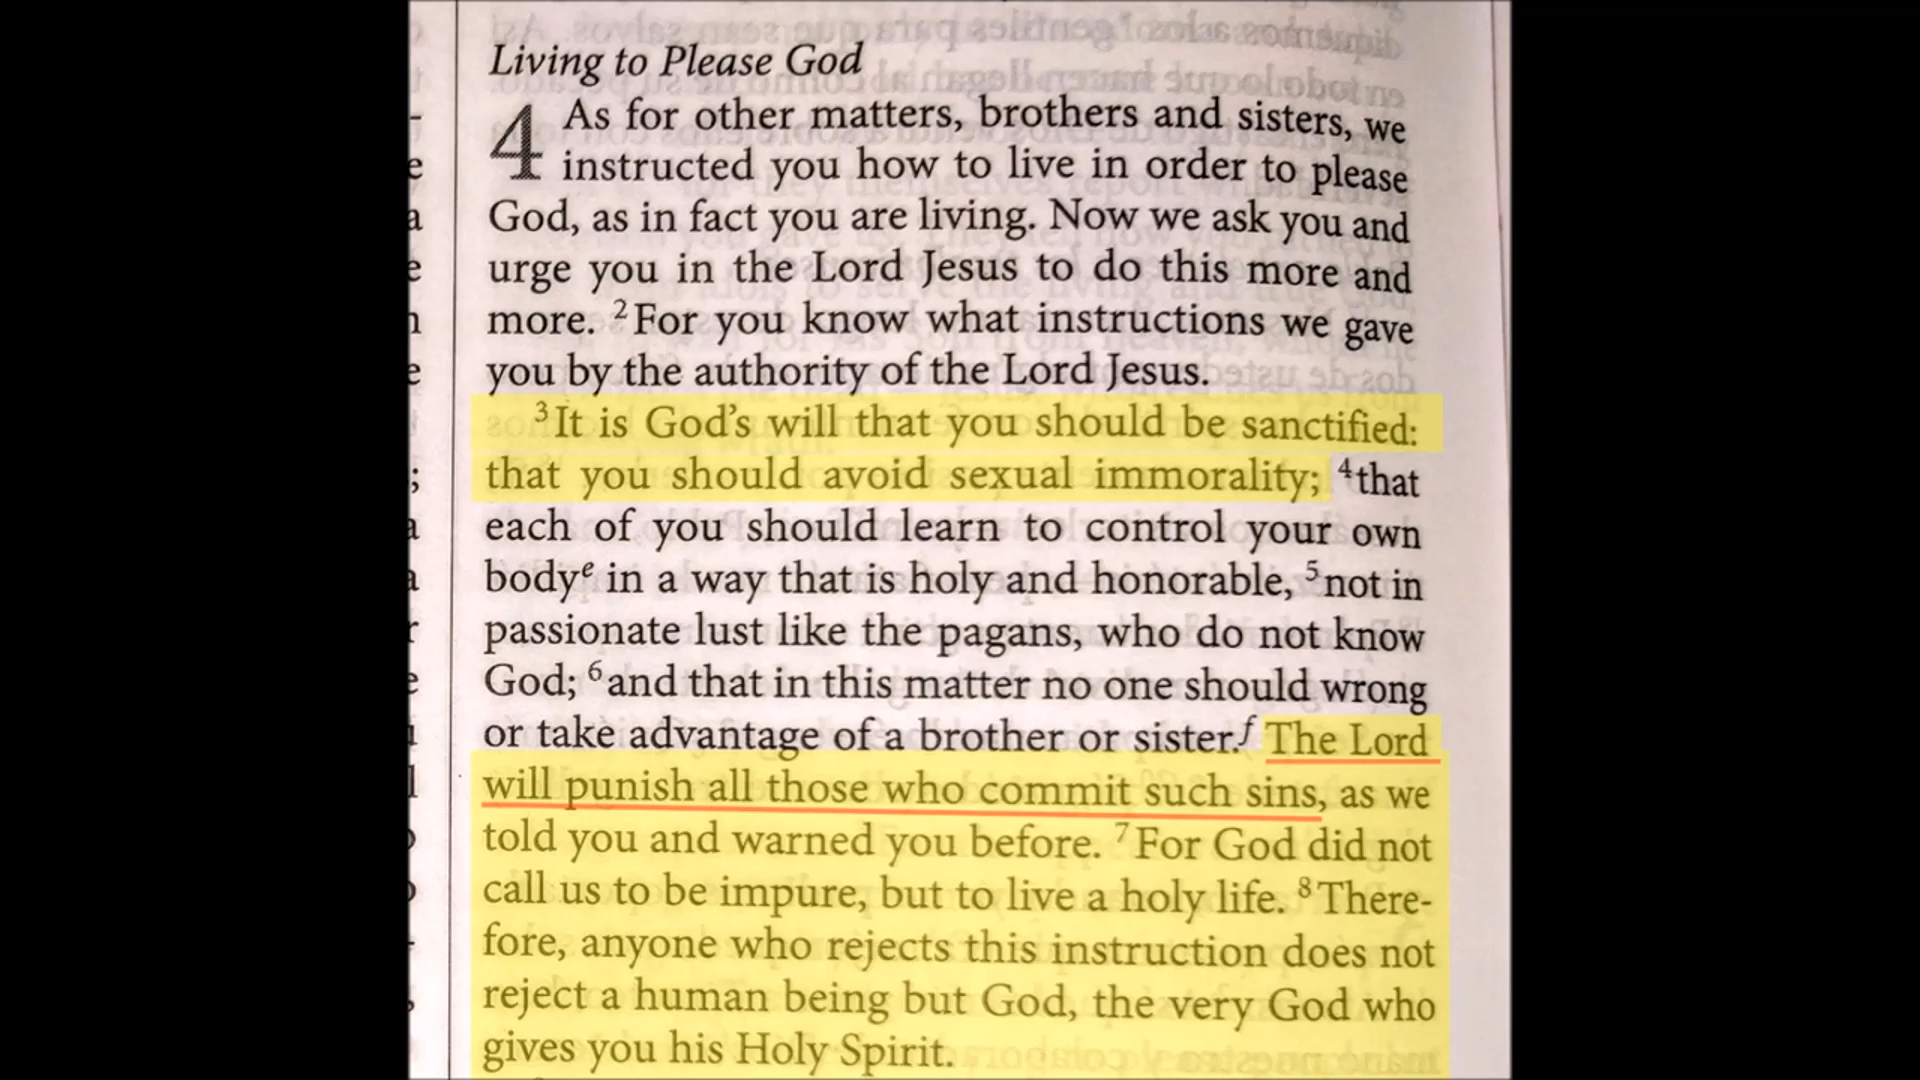 Living to Please God
4 As for other matters, brothers and sisters, we
instructed you how to live in order to please
God, as in fact you are living. Now we ask you and
urge you in the Lord Jesus to do this more and
more. ²For you know what instructions we gave
you by the authority of the Lord Jesus.
³It is God’s will that you should be sanctified:
that you should avoid sexual immorality; ⁴that
each of you should learn to control your own
bodyᵉ in a way that is holy and honorable, ⁵not in
passionate lust like the pagans, who do not know
God; ⁶and that in this matter no one should wrong
or take advantage of a brother or sister.ᶠ The Lord
will punish all those who commit such sins, as we
told you and warned you before. ⁷For God did not
call us to be impure, but to live a holy life. ⁸There-
fore, anyone who rejects this instruction does not
reject a human being but God, the very God who
gives you his Holy Spirit.